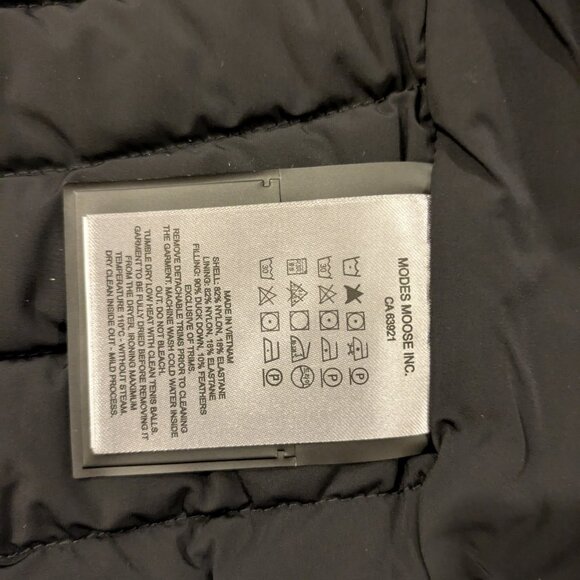 MODES MOOSE INC.
CA 63921
MADE IN VIETNAM
SHELL: 82% NYLON, 18% ELASTANE
LINING: 82% NYLON, 18% ELASTANE
FILLING: 90% DUCK DOWN, 10% FEATHERS
EXCLUSIVE OF TRIMS.
REMOVE DETACHABLE TRIMS PRIOR TO CLEANING
THE GARMENT. MACHINE WASH COLD WATER INSIDE
OUT. DO NOT BLEACH.
TUMBLE DRY LOW HEAT WITH CLEAN TENIS BALLS.
GARMENT TO BE FULLY DRIED BEFORE REMOVING IT
FROM THE DRYER. IRONING MAXIMUM
TEMPERATURE 110°C - WITHOUT STEAM.
DRY CLEAN INSIDE OUT - MILD PROCESS.